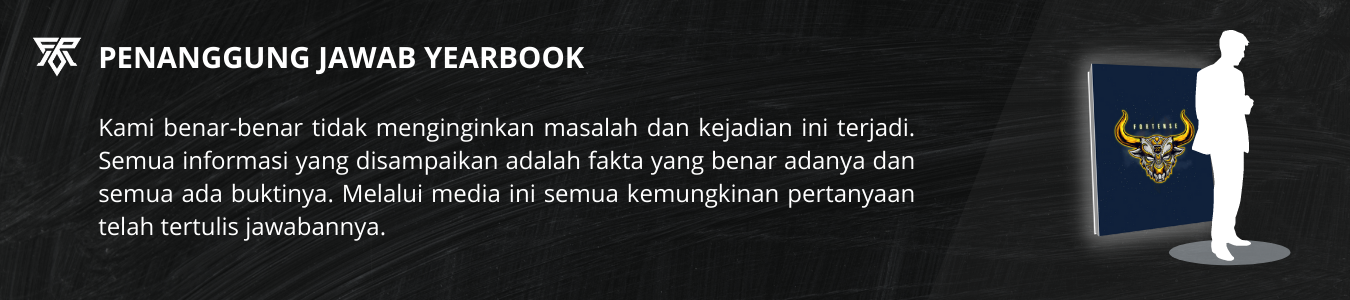 PENANGGUNG JAWAB YEARBOOK
Kami benar-benar tidak menginginkan masalah dan kejadian ini terjadi.
Semua informasi yang disampaikan adalah fakta yang benar adanya dan
semua ada buktinya. Melalui media ini semua kemungkinan pertanyaan
telah tertulis jawabannya.
FORTENSE